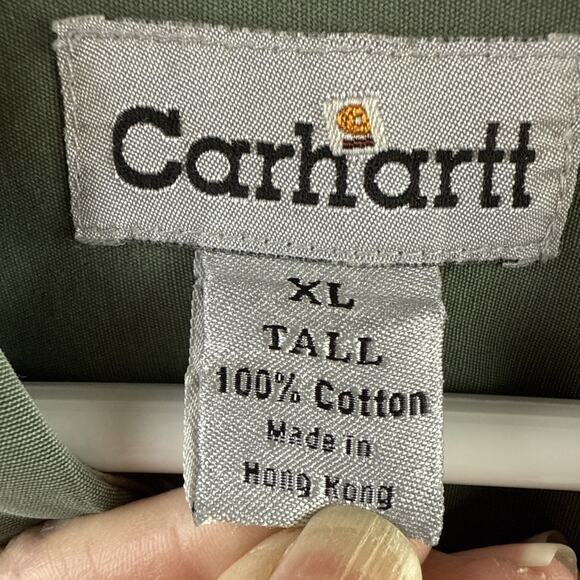 Carhartt
XL
TALL
100% Cotton
Made in
Hong Kong